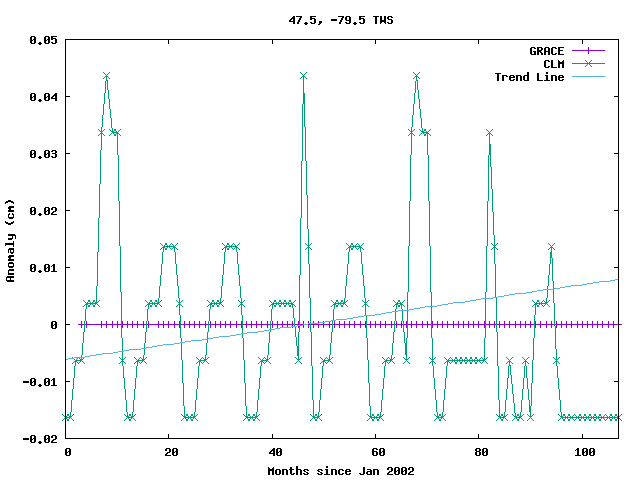 47.5, -79.5 TWS
GRACE
CLM
Trend Line
0.05
0.04
0.03
0.02
0.01
0
-0.01
-0.02
Anomaly (cm)
0 20 40 60 80 100
Months since Jan 2002